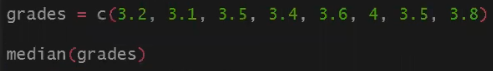 grades = c(3.2, 3.1, 3.5, 3.4, 3.6, 4, 3.5, 3.8)
median(grades)